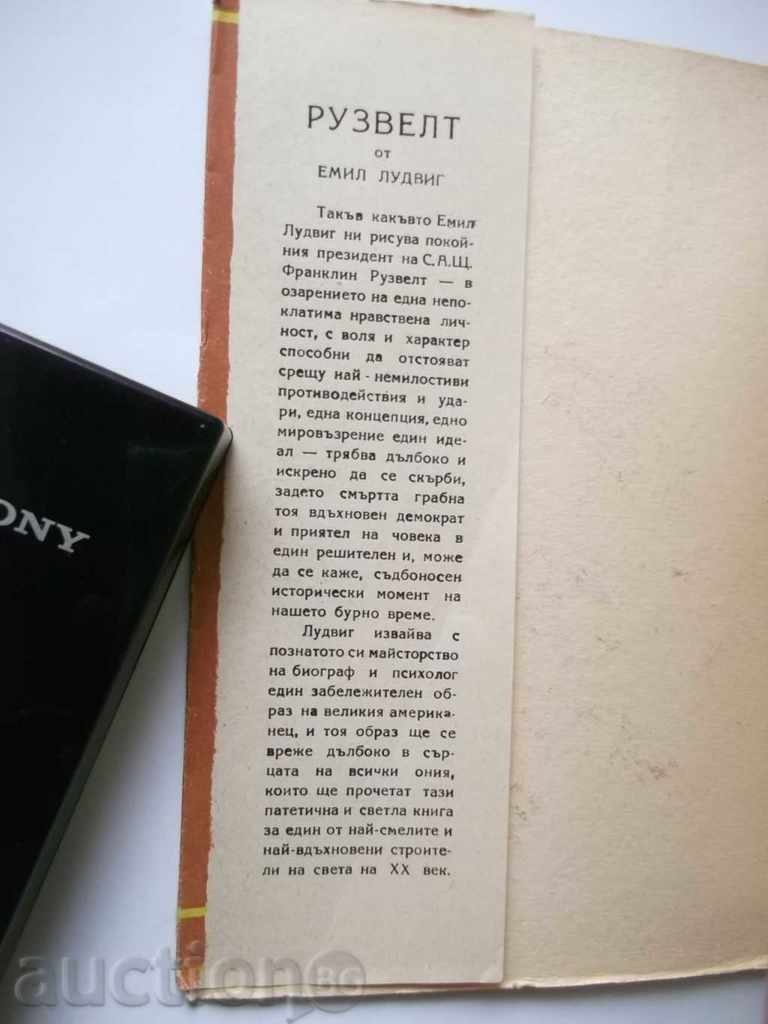 РУЗВЕЛТ
от
ЕМИЛ ЛУДВИГ
Такъв какъвто Емил
Лудвиг ни рисува покой-
ния президент на С.А.Щ.
Франклин Рузвелт — в
озарението на една непо-
клатима нравствена лич-
ност, с воля и характер
способни да отстояват
срещу най-немилостиви
противодействия и уда-
ри, една концепция, едно
мировъзрение един иде-
ал — трябва дълбоко и
искрено да се скърби,
задето смъртта грабна
тоя вдъхновен демократ
и приятел на човека в
един решителен и, може
да се каже, съдбоносен
исторически момент на
нашето бурно време.
Лудвиг извайва с
познатото си майсторство
на биограф и психолог
един забележителен об-
раз на великия америка-
нец, и тоя образ ще се
вреже дълбоко в сър-
цата на всички ония,
които ще прочетат тази
патетична и светла книга
за един от най-смелите и
най-вдъхновени строите-
ли на света на XX век.
ONY
auctionBG